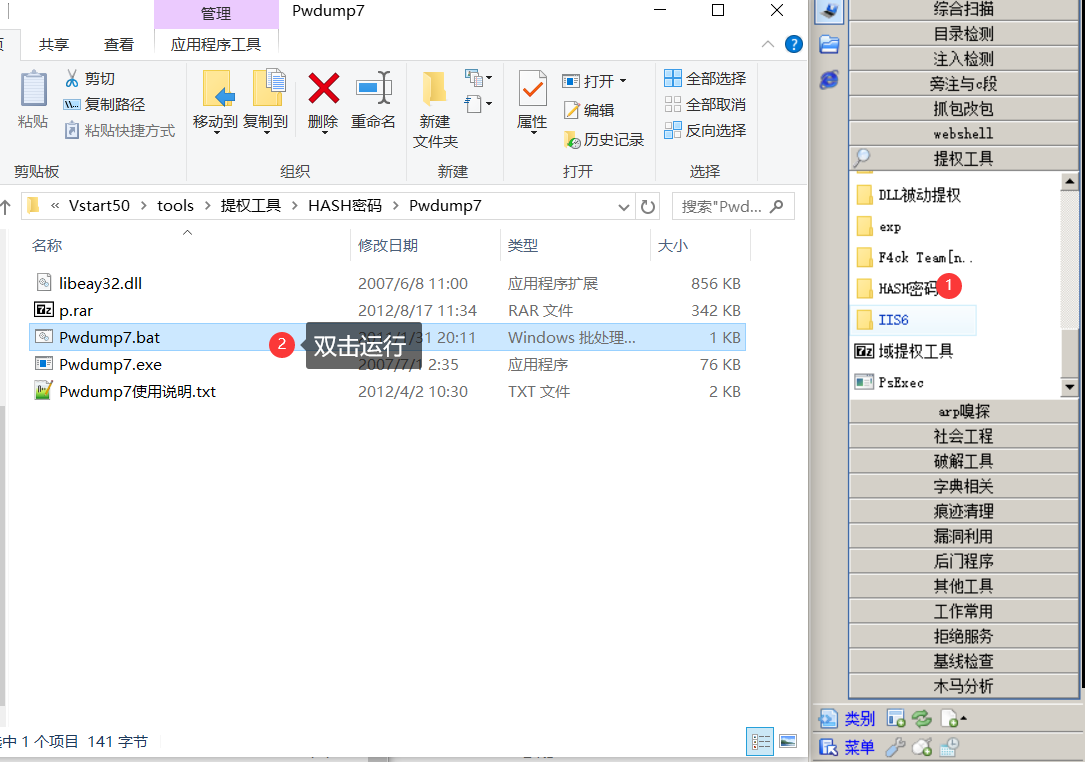 管理
Pwdump7
共享
查看
应用程序工具
粘贴
剪切
复制路径
粘贴快捷方式
剪贴板
移动到
复制到
删除
重命名
组织
新建
文件夹
新建
属性
打开
编辑
历史记录
打开
全部选择
全部取消
反向选择
选择
« Vstart50 > tools > 提权工具 > HASH密码 > Pwdump7
搜索"Pwd...
名称 修改日期 类型 大小
libeay32.dll 2007/6/8 11:00 应用程序扩展 856 KB
p.rar 2012/8/17 11:34 RAR 文件 342 KB
Pwdump7.bat /31 20:11 Windows 批处理... 1 KB
2 双击运行
Pwdump7.exe 2007/7/1 2:35 应用程序 76 KB
Pwdump7使用说明.txt 2012/4/2 10:30 TXT 文件 2 KB
中 1 个项目 141 字节
综合扫描
目录检测
注入检测
旁注与c段
抓包改包
webshell
提权工具
DLL被动提权
exp
F4ck Team[n..
HASH密码 1
IIS6
域提权工具
PsExec
arp嗅探
社会工程
破解工具
字典相关
痕迹清理
漏洞利用
后门程序
其他工具
工作常用
拒绝服务
基线检查
木马分析
类别
菜单